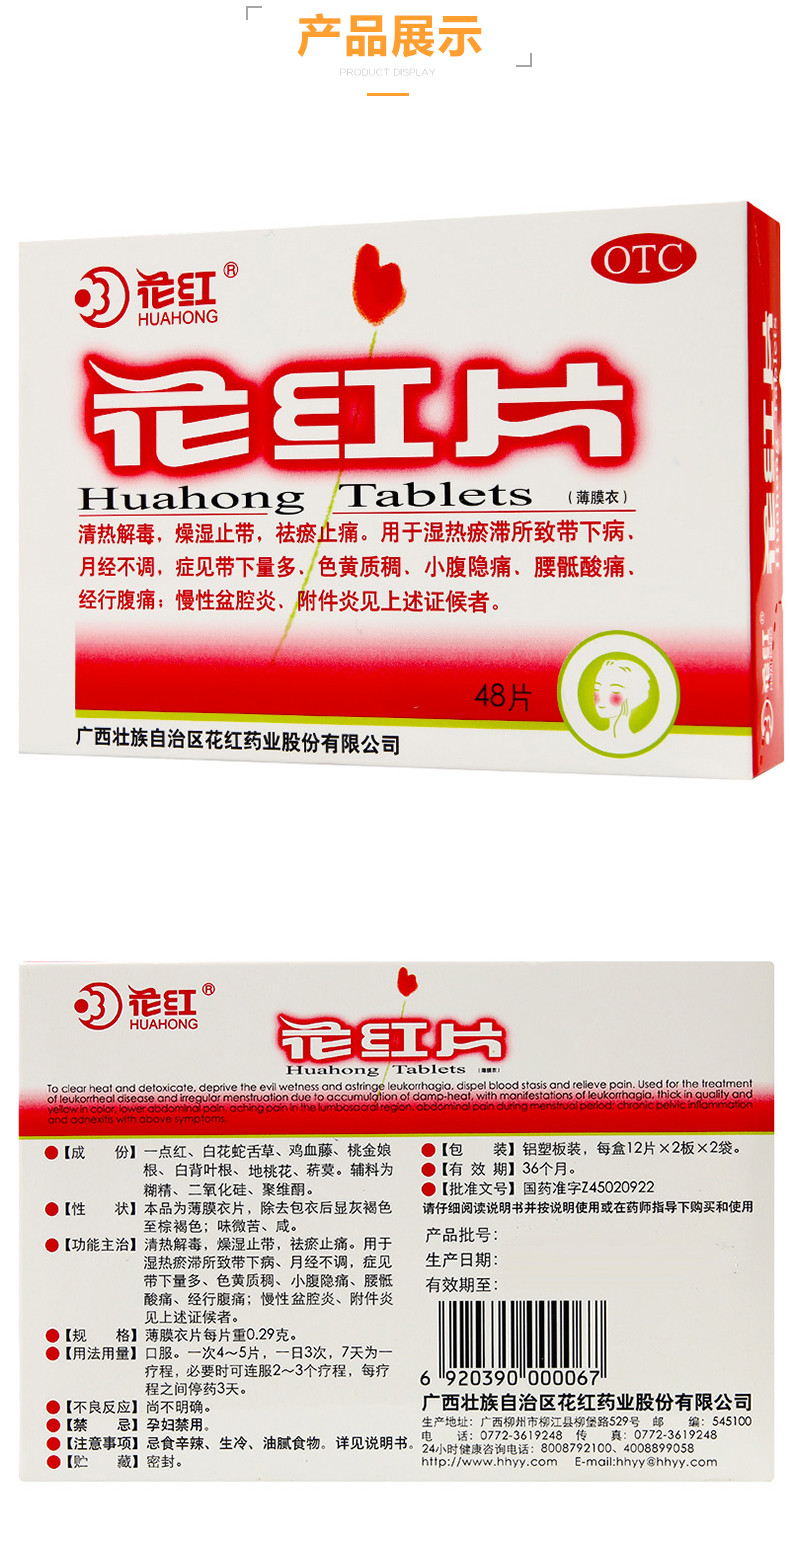 产品展示
PRODUCT DISPLAY
花红®
HUAHONG
OTC
花红片
Huahong Tablets （薄膜衣）
清热解毒，燥湿止带，祛瘀止痛。用于湿热瘀滞所致带下病、
月经不调，症见带下量多、色黄质稠、小腹隐痛、腰骶酸痛、
经行腹痛；慢性盆腔炎、附件炎见上述证候者。
48片
广西壮族自治区花红药业股份有限公司
花红片
花红
花红®
HUAHONG
花红片
Huahong Tablets （薄膜衣）
To clear heat and detoxicate, deprive the evil wetness and astringe leukorrhagia, dispel blood stasis and relieve pain. Used for the treatment
of leukorrheal disease and irregular menstruation due to accumulation of damp-heat, with manifestations of leukorrhagia, thick in quality and
yellow in color, lower abdominal pain, aching pain in the lumbosacral region, abdominal pain during menstrual period; chronic pelvic inflammation
and adnexitis with above symptoms.
●【成 份】一点红、白花蛇舌草、鸡血藤、桃金娘
根、白背叶根、地桃花、菥蓂。辅料为
糊精、二氧化硅、聚维酮。
●【性 状】本品为薄膜衣片，除去包衣后显灰褐色
至棕褐色；味微苦、咸。
●【功能主治】清热解毒，燥湿止带，祛瘀止痛。用于
湿热瘀滞所致带下病、月经不调，症见
带下量多、色黄质稠、小腹隐痛、腰骶
酸痛、经行腹痛；慢性盆腔炎、附件炎
见上述证候者。
●【规 格】薄膜衣片每片重0.29克。
●【用法用量】口服。一次4～5片，一日3次，7天为一
疗程，必要时可连服2～3个疗程，每疗
程之间停药3天。
●【不良反应】尚不明确。
●【禁 忌】孕妇禁用。
●【注意事项】忌食辛辣、生冷、油腻食物。详见说明书。
●【贮 藏】密封。
●【包 装】铝塑板装，每盒12片×2板×2袋。
●【有 效 期】36个月。
●【批准文号】国药准字Z45020922
请仔细阅读说明书并按说明使用或在药师指导下购买和使用
产品批号：
生产日期：
有效期至：
6 920390 000067
广西壮族自治区花红药业股份有限公司
生产地址：广西柳州市柳江县柳堡路529号 邮 编：545100
电 话：0772-3619248 传 真：0772-3619248
24小时健康咨询电话：8008792100、4008899058
http://www.hhyy.com E-mail:hhyy@hhyy.com